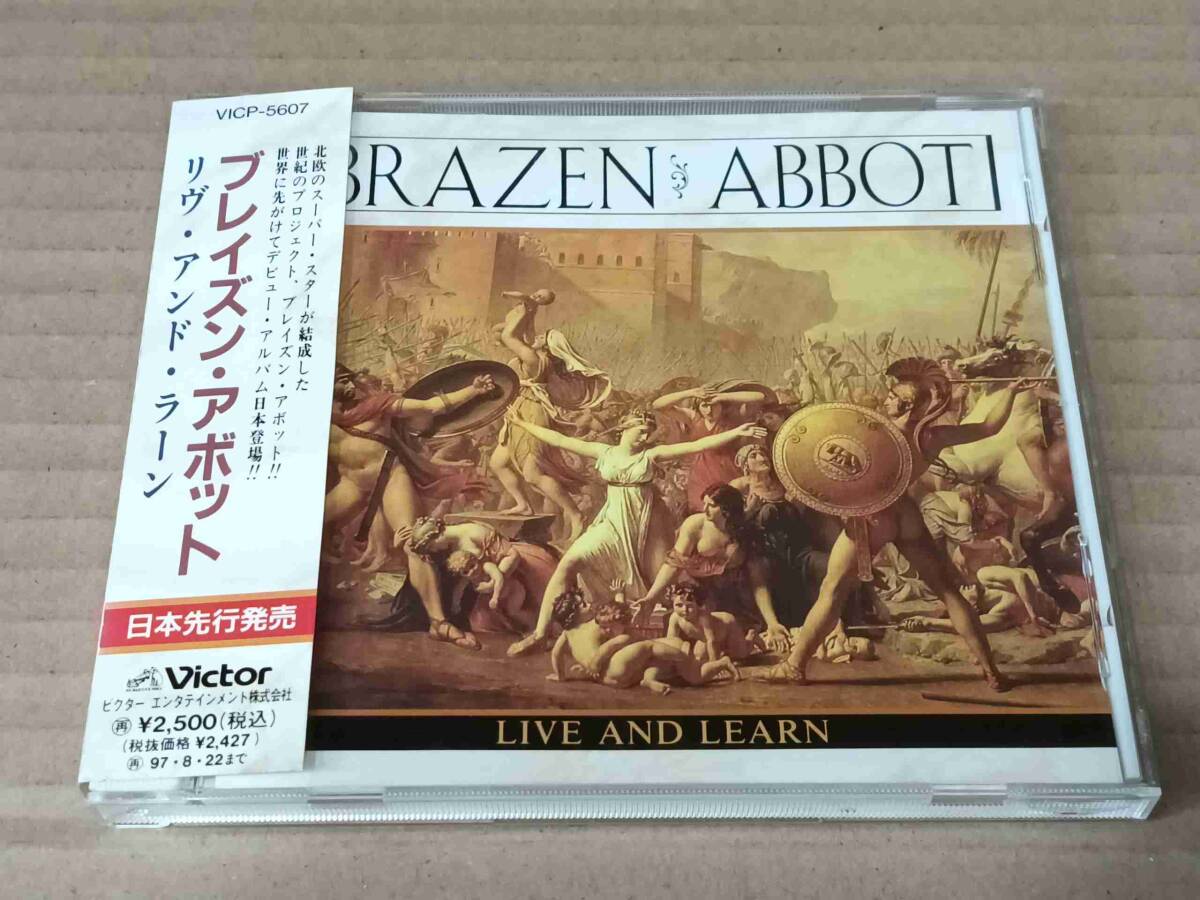 VICP-5607
北欧のスーパー・スターが結成した
世紀のプロジェクト、ブレイズン・アボット!!
世界に先がけてデビュー・アルバム日本登場!!
ブレイズン・アボット
リヴ・アンド・ラーン
日本先行発売
Victor
ビクター エンタテインメント株式会社
再 ¥2,500(税込)
(税抜価格 ¥2,427)
再 97・8・22まで
BRAZEN ABBOT
LIVE AND LEARN